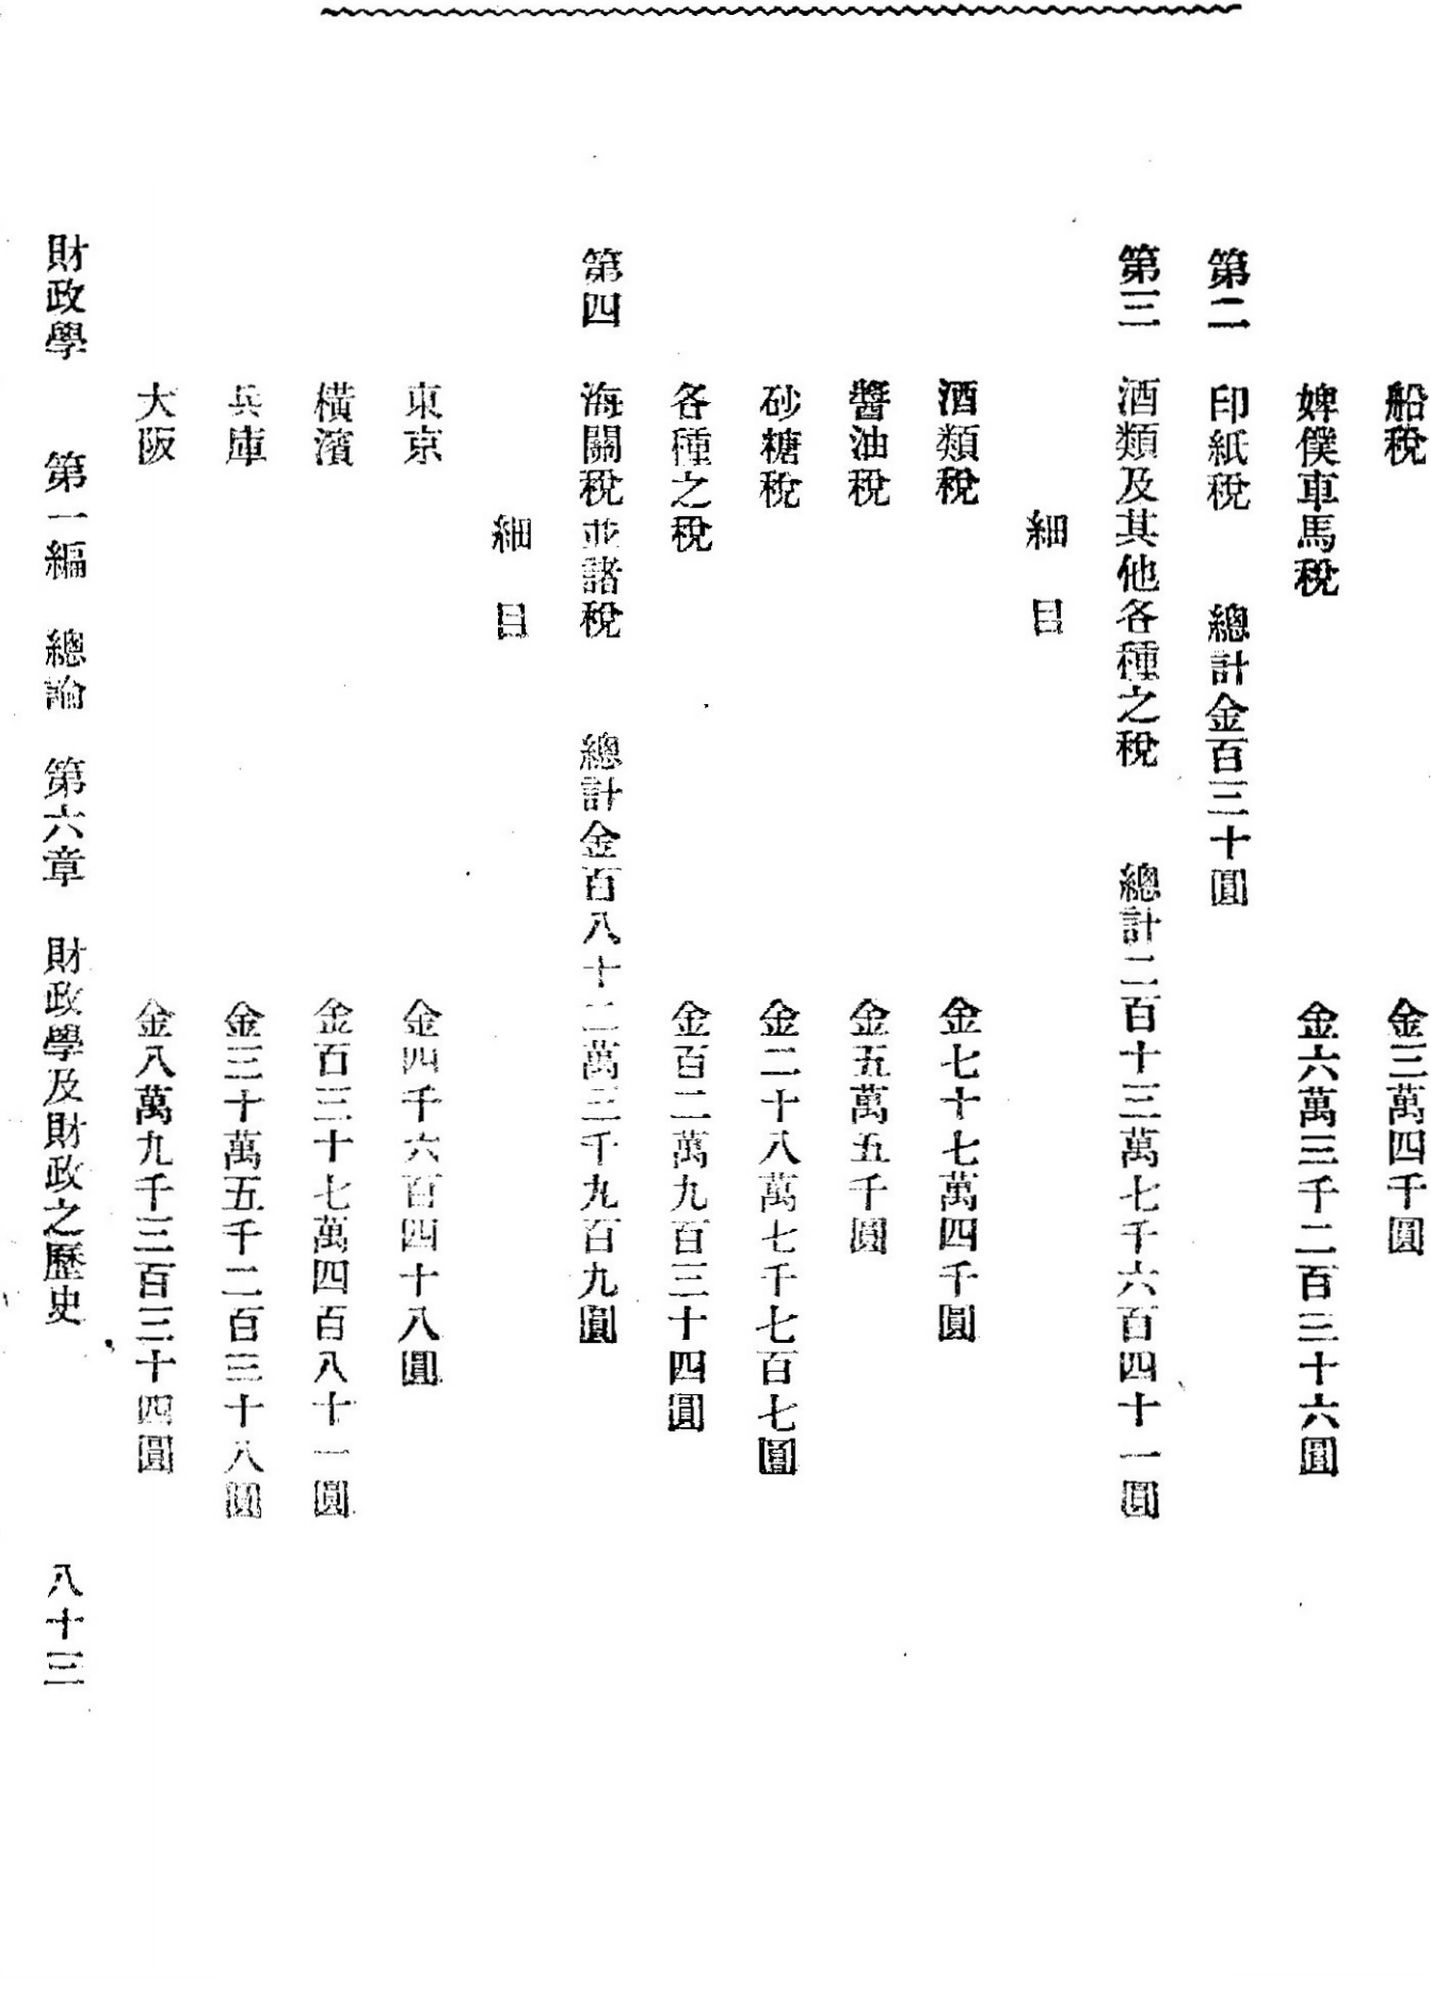 船稅 金三萬四千圓
婢僕車馬稅 金六萬三千二百三十六圓
第二 印紙稅 總計金百三十圓
第三 酒類及其他各種之稅 總計二百十三萬七千六百四十一圓
細目
酒類稅 金七十七萬四千圓
醬油稅 金五萬五千圓
砂糖稅 金二十八萬七千七百七圓
各種之稅 金百二萬九百三十四圓
第四 海關稅並諸稅 總計金百八十二萬三千九百九圓
細目
東京 金四千六百四十八圓
橫濱 金百三十七萬四百八十一圓
兵庫 金三十萬五千二百三十八圓
大阪 金八萬九千三百三十四圓
財政學 第一編 總論 第六章 財政學及財政之歷史 八十三